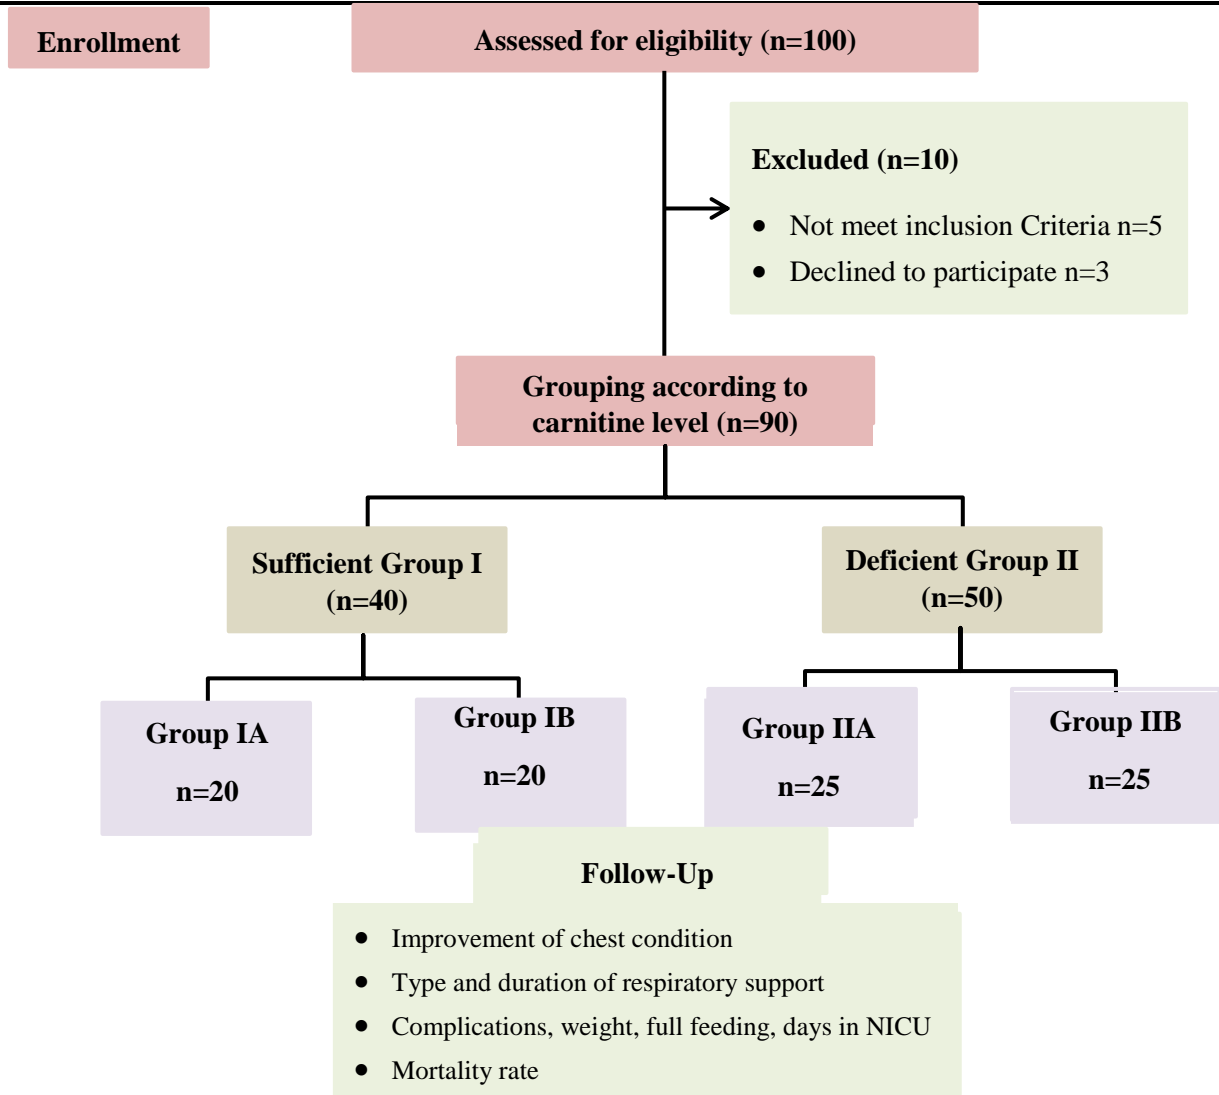 Enrollment
Assessed for eligibility (n=100)
Excluded (n=10)
• Not meet inclusion Criteria n=5
• Declined to participate n=3
Grouping according to
carnitine level (n=90)
Sufficient Group I
(n=40)
Deficient Group II
(n=50)
Group IA
n=20
Group IB
n=20
Group IIA
n=25
Group IIB
n=25
Follow-Up
• Improvement of chest condition
• Type and duration of respiratory support
• Complications, weight, full feeding, days in NICU
• Mortality rate